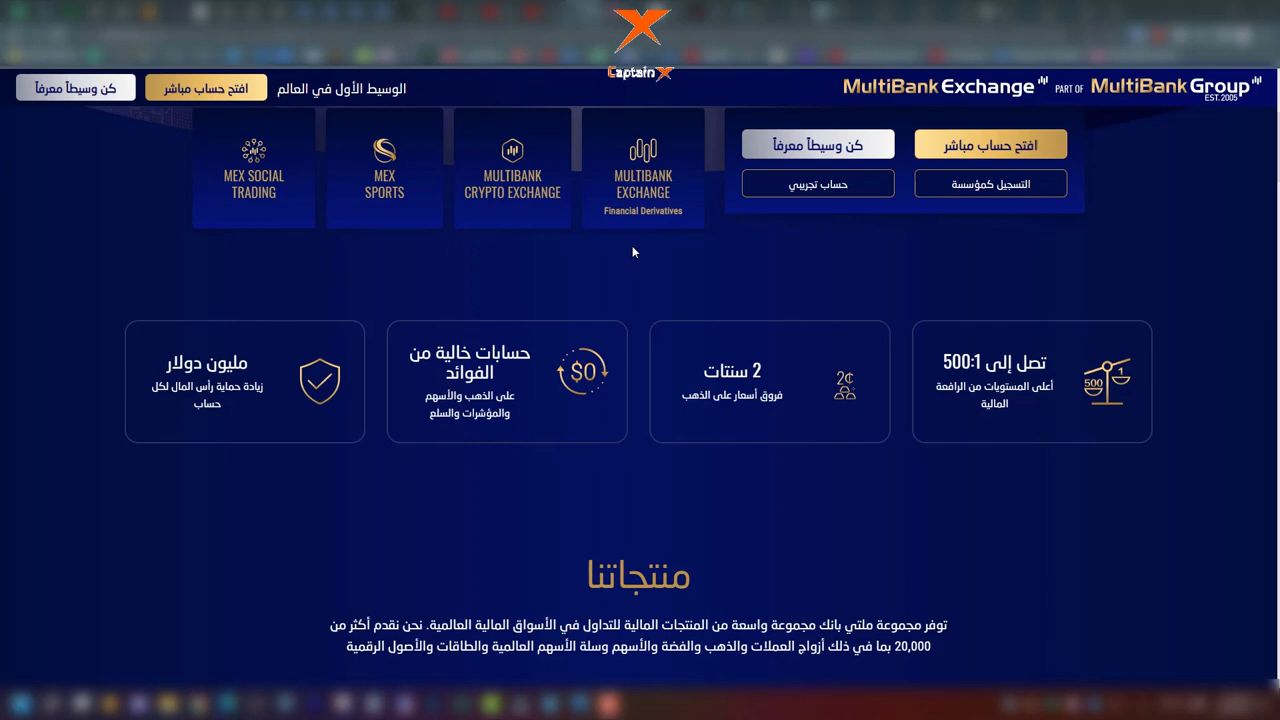 Captain X
MultiBank Group
EST. 2005
PART OF
MultiBank Exchange
الوسيط الأول في العالم
افتح حساب مباشر
كن وسيطاً معرفاً
افتح حساب مباشر
كن وسيطاً معرفاً
التسجيل كمؤسسة
حساب تجريبي
MULTIBANK
EXCHANGE
Financial Derivatives
MULTIBANK
CRYPTO EXCHANGE
MEX
SPORTS
MEX SOCIAL
TRADING
تصل إلى 500:1
أعلى المستويات من الرافعة
المالية
500
1
2 سنتات
فروق أسعار على الذهب
2¢
حسابات خالية من
الفوائد
على الذهب والأسهم
والمؤشرات والسلع
$0
مليون دولار
زيادة حماية رأس المال لكل
حساب
منتجاتنا
توفر مجموعة ملتي بانك مجموعة واسعة من المنتجات المالية للتداول في الأسواق المالية العالمية. نحن نقدم أكثر من
20,000 بما في ذلك أزواج العملات والذهب والفضة والأسهم وسلة الأسهم العالمية والطاقات والأصول الرقمية